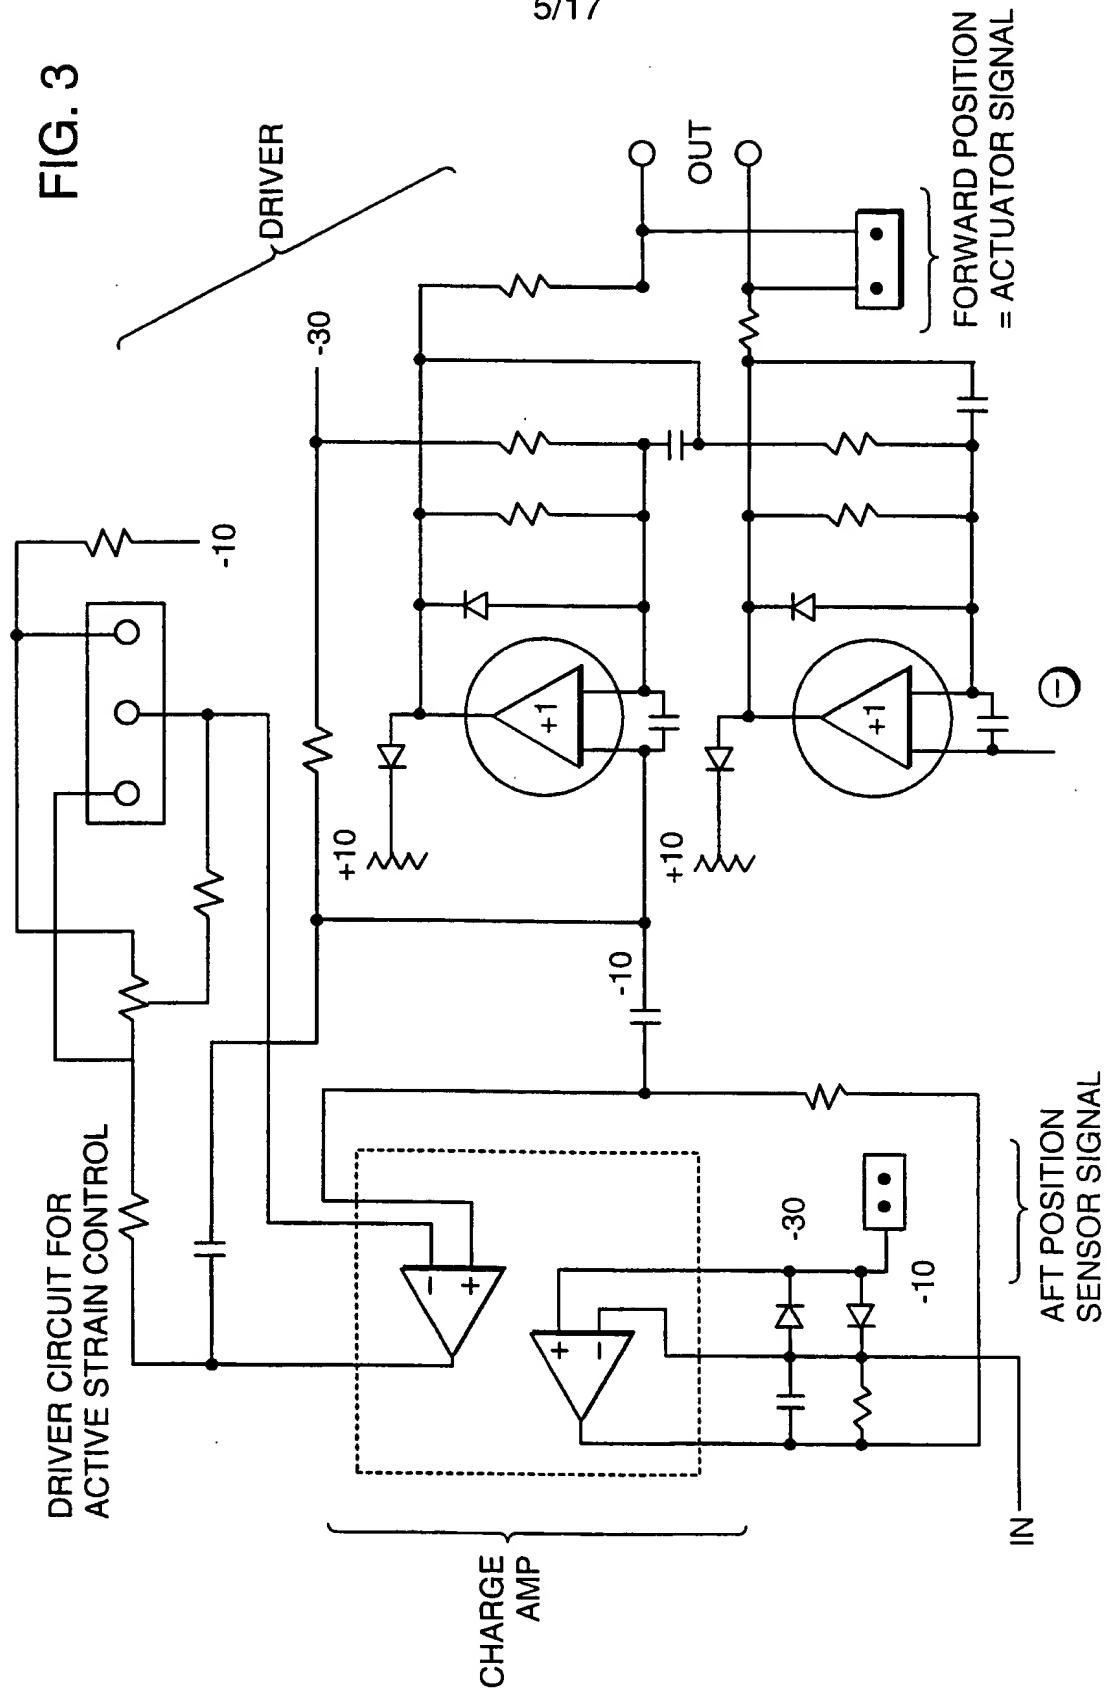 5/17
FIG. 3
DRIVER CIRCUIT FOR
ACTIVE STRAIN CONTROL
DRIVER
-10
-30
+10
+1
OUT
-10
+10
+1
−
+
+
−
-30
-10
CHARGE
AMP
IN
AFT POSITION
SENSOR SIGNAL
FORWARD POSITION
= ACTUATOR SIGNAL
−